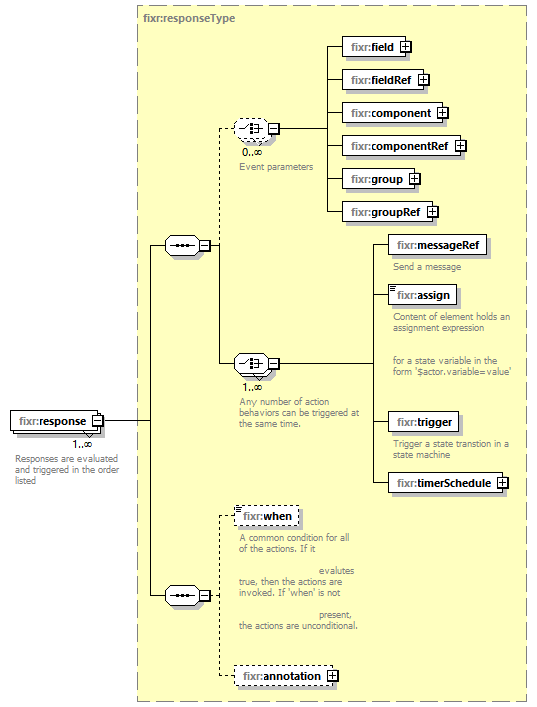 fixr:responseType
fixr:field
fixr:fieldRef
fixr:component
0..∞
fixr:componentRef
Event parameters
fixr:group
fixr:groupRef
fixr:messageRef
Send a message
fixr:assign
Content of element holds an
assignment expression
for a state variable in the
form '$actor.variable=value'
1..∞
Any number of action
behaviors can be triggered at
the same time.
fixr:trigger
Trigger a state transtion in a
state machine
fixr:timerSchedule
fixr:response
1..∞
Responses are evaluated
and triggered in the order
listed
fixr:when
A common condition for all
of the actions. If it
evalutes
true, then the actions are
invoked. If 'when' is not
present,
the actions are unconditional.
fixr:annotation